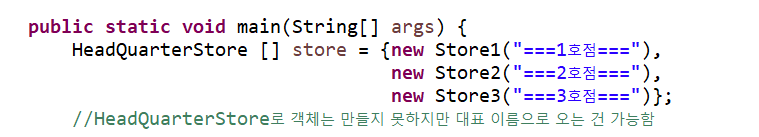 public static void main(String[] args) {
HeadQuarterStore [] store = {new Store1("===1호점==="),
new Store2("===2호점==="),
new Store3("===3호점===")};
//HeadQuarterStore로 객체는 만들지 못하지만 대표 이름으로 오는 건 가능함